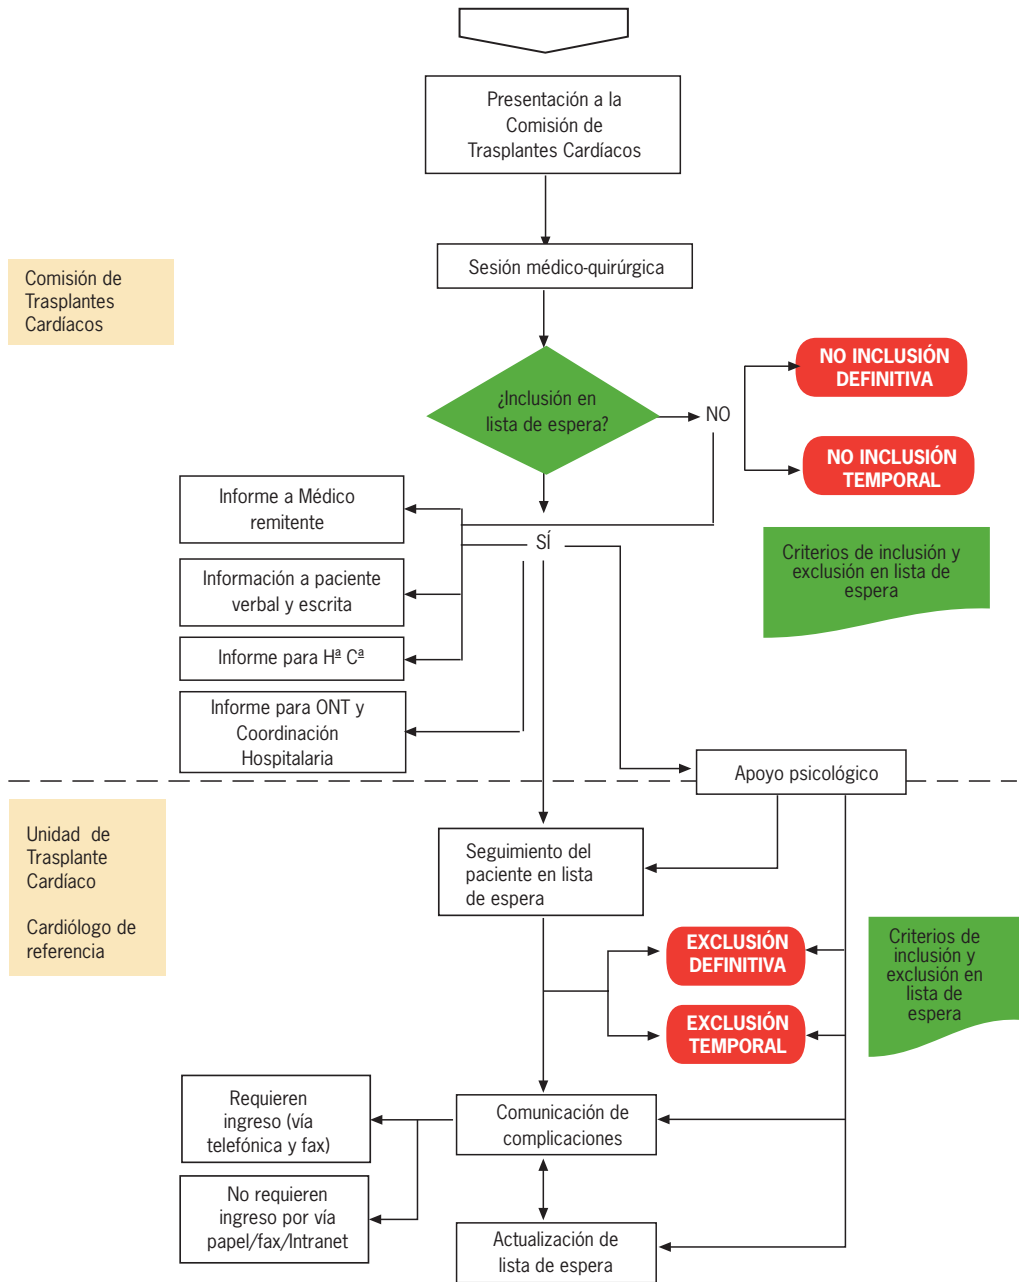 Presentación a la
Comisión de
Trasplantes Cardíacos
Sesión médico-quirúrgica
Comisión de
Trasplantes
Cardíacos
¿Inclusión en
lista de espera?
NO
NO INCLUSIÓN
DEFINITIVA
NO INCLUSIÓN
TEMPORAL
Informe a Médico
remitente
SÍ
Criterios de inclusión y
exclusión en lista de
espera
Información a paciente
verbal y escrita
Informe para Hª Cª
Informe para ONT y
Coordinación
Hospitalaria
Apoyo psicológico
Unidad de
Trasplante
Cardíaco
Cardiólogo de
referencia
Seguimiento del
paciente en lista
de espera
EXCLUSIÓN
DEFINITIVA
EXCLUSIÓN
TEMPORAL
Criterios de
inclusión y
exclusión en
lista de
espera
Requieren
ingreso (vía
telefónica y fax)
Comunicación de
complicaciones
No requieren
ingreso por vía
papel/fax/Intranet
Actualización de
lista de espera